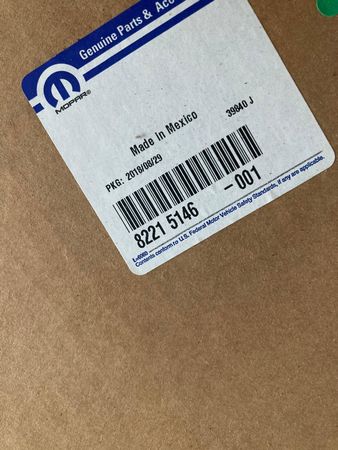 Genuine Parts & Acc
MOPAR®
Made in Mexico
39840 J
PKG: 2018/08/29
8221 5146 -001
Contents conform to U.S. Federal Motor Vehicle Safety Standards, if any are applicable.